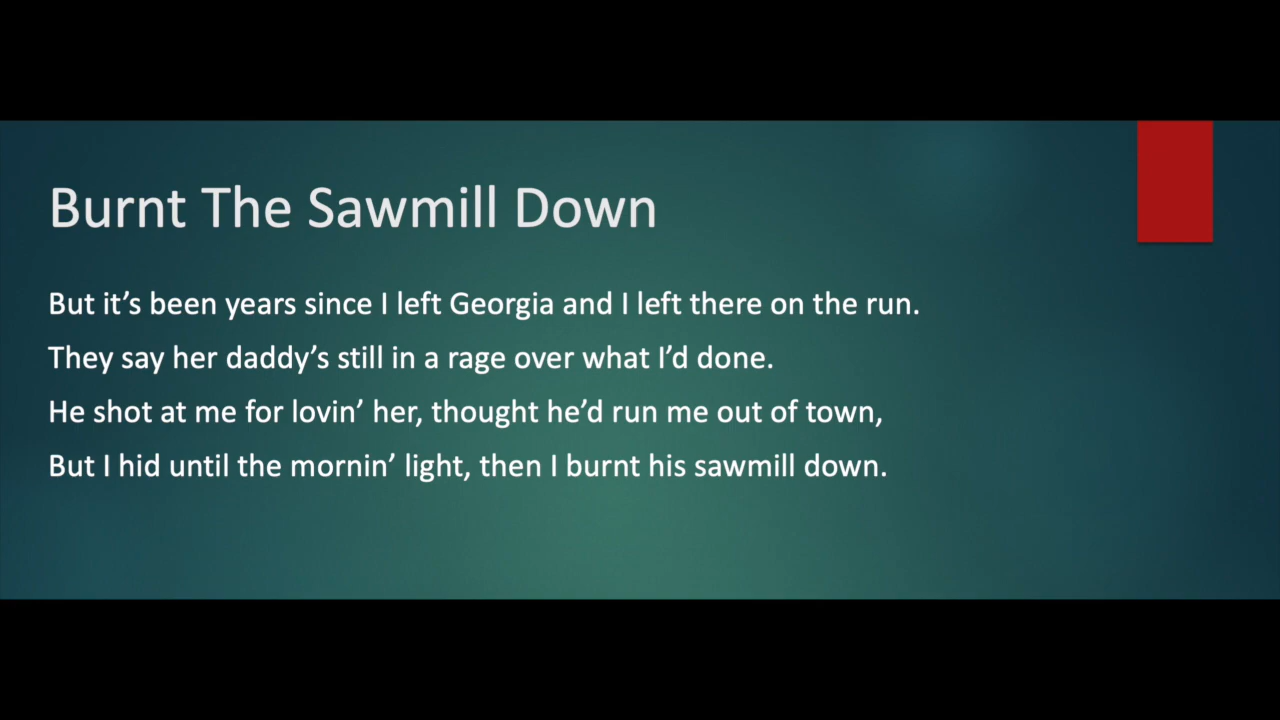 Burnt The Sawmill Down
But it’s been years since I left Georgia and I left there on the run.
They say her daddy’s still in a rage over what I’d done.
He shot at me for lovin’ her, thought he’d run me out of town,
But I hid until the mornin’ light, then I burnt his sawmill down.